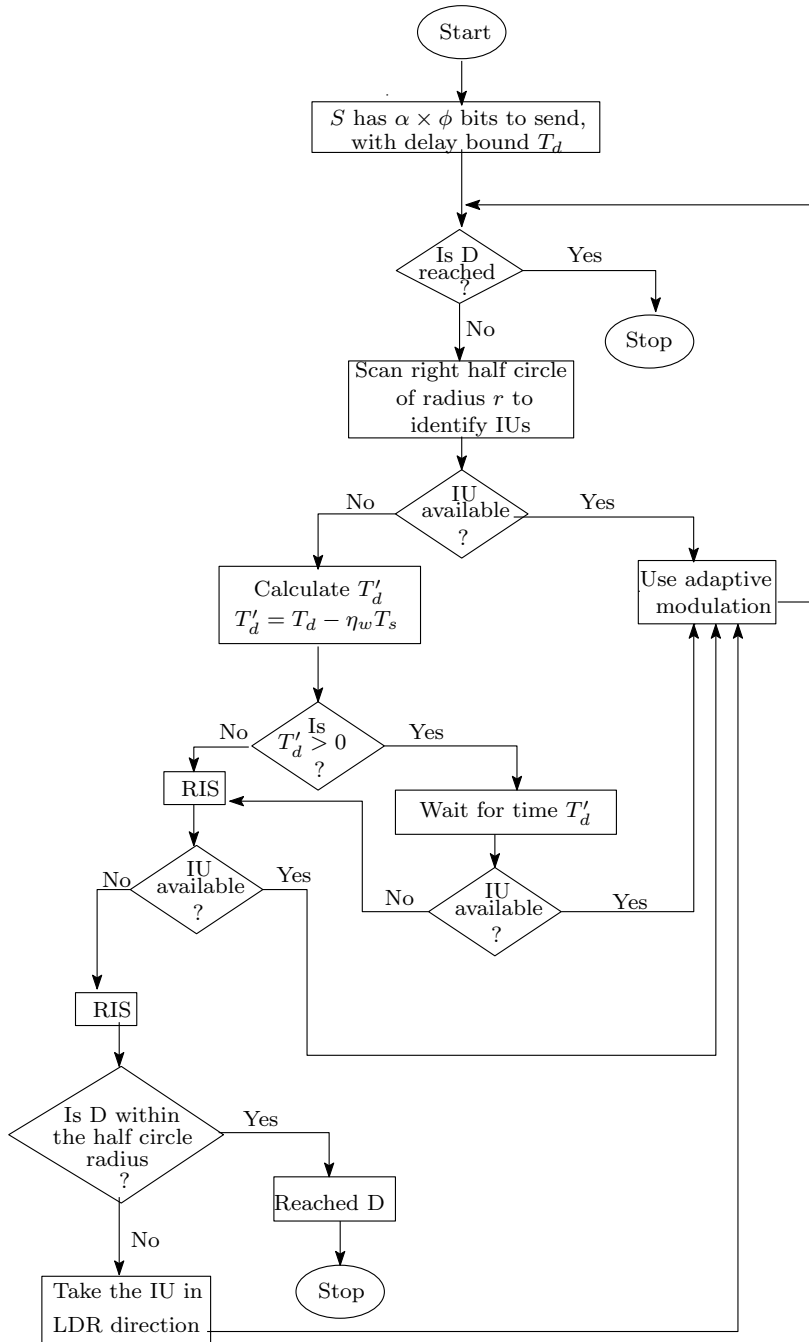 Start
S has α × ϕ bits to send,
with delay bound T_d
Is D
reached
?
Yes
Stop
No
Scan right half circle
of radius r to
identify IUs
IU
available
?
No
Yes
Calculate T'_d
T'_d = T_d − η_w T_s
Use adaptive
modulation
Is
T'_d > 0
?
No
Yes
RIS
Wait for time T'_d
IU
available
?
No
Yes
IU
available
?
No
Yes
RIS
Is D within
the half circle
radius
?
Yes
Reached D
No
Stop
Take the IU in
LDR direction